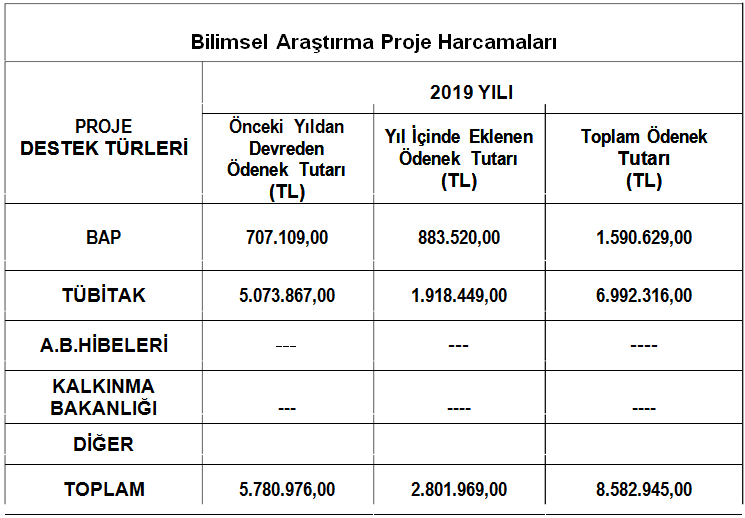 Bilimsel Araştırma Proje Harcamaları
PROJE
DESTEK TÜRLERİ
2019 YILI
Önceki Yıldan
Devreden
Ödenek Tutarı
(TL)
Yıl İçinde Eklenen
Ödenek Tutarı
(TL)
Toplam Ödenek
Tutarı
(TL)
BAP 707.109,00 883.520,00 1.590.629,00
TÜBİTAK 5.073.867,00 1.918.449,00 6.992.316,00
A.B.HİBELERİ --- --- ----
KALKINMA
BAKANLIĞI --- ---- ----
DİĞER
TOPLAM 5.780.976,00 2.801.969,00 8.582.945,00